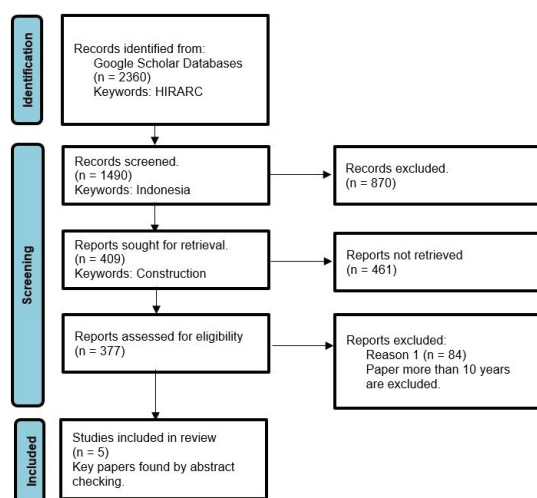 Identification
Records identified from:
Google Scholar Databases
(n = 2360)
Keywords: HIRARC
Screening
Records screened.
(n = 1490)
Keywords: Indonesia
Records excluded.
(n = 870)
Reports sought for retrieval.
(n = 409)
Keywords: Construction
Reports not retrieved
(n = 461)
Reports assessed for eligibility
(n = 377)
Reports excluded:
Reason 1 (n = 84)
Paper more than 10 years
are excluded.
Included
Studies included in review
(n = 5)
Key papers found by abstract
checking.